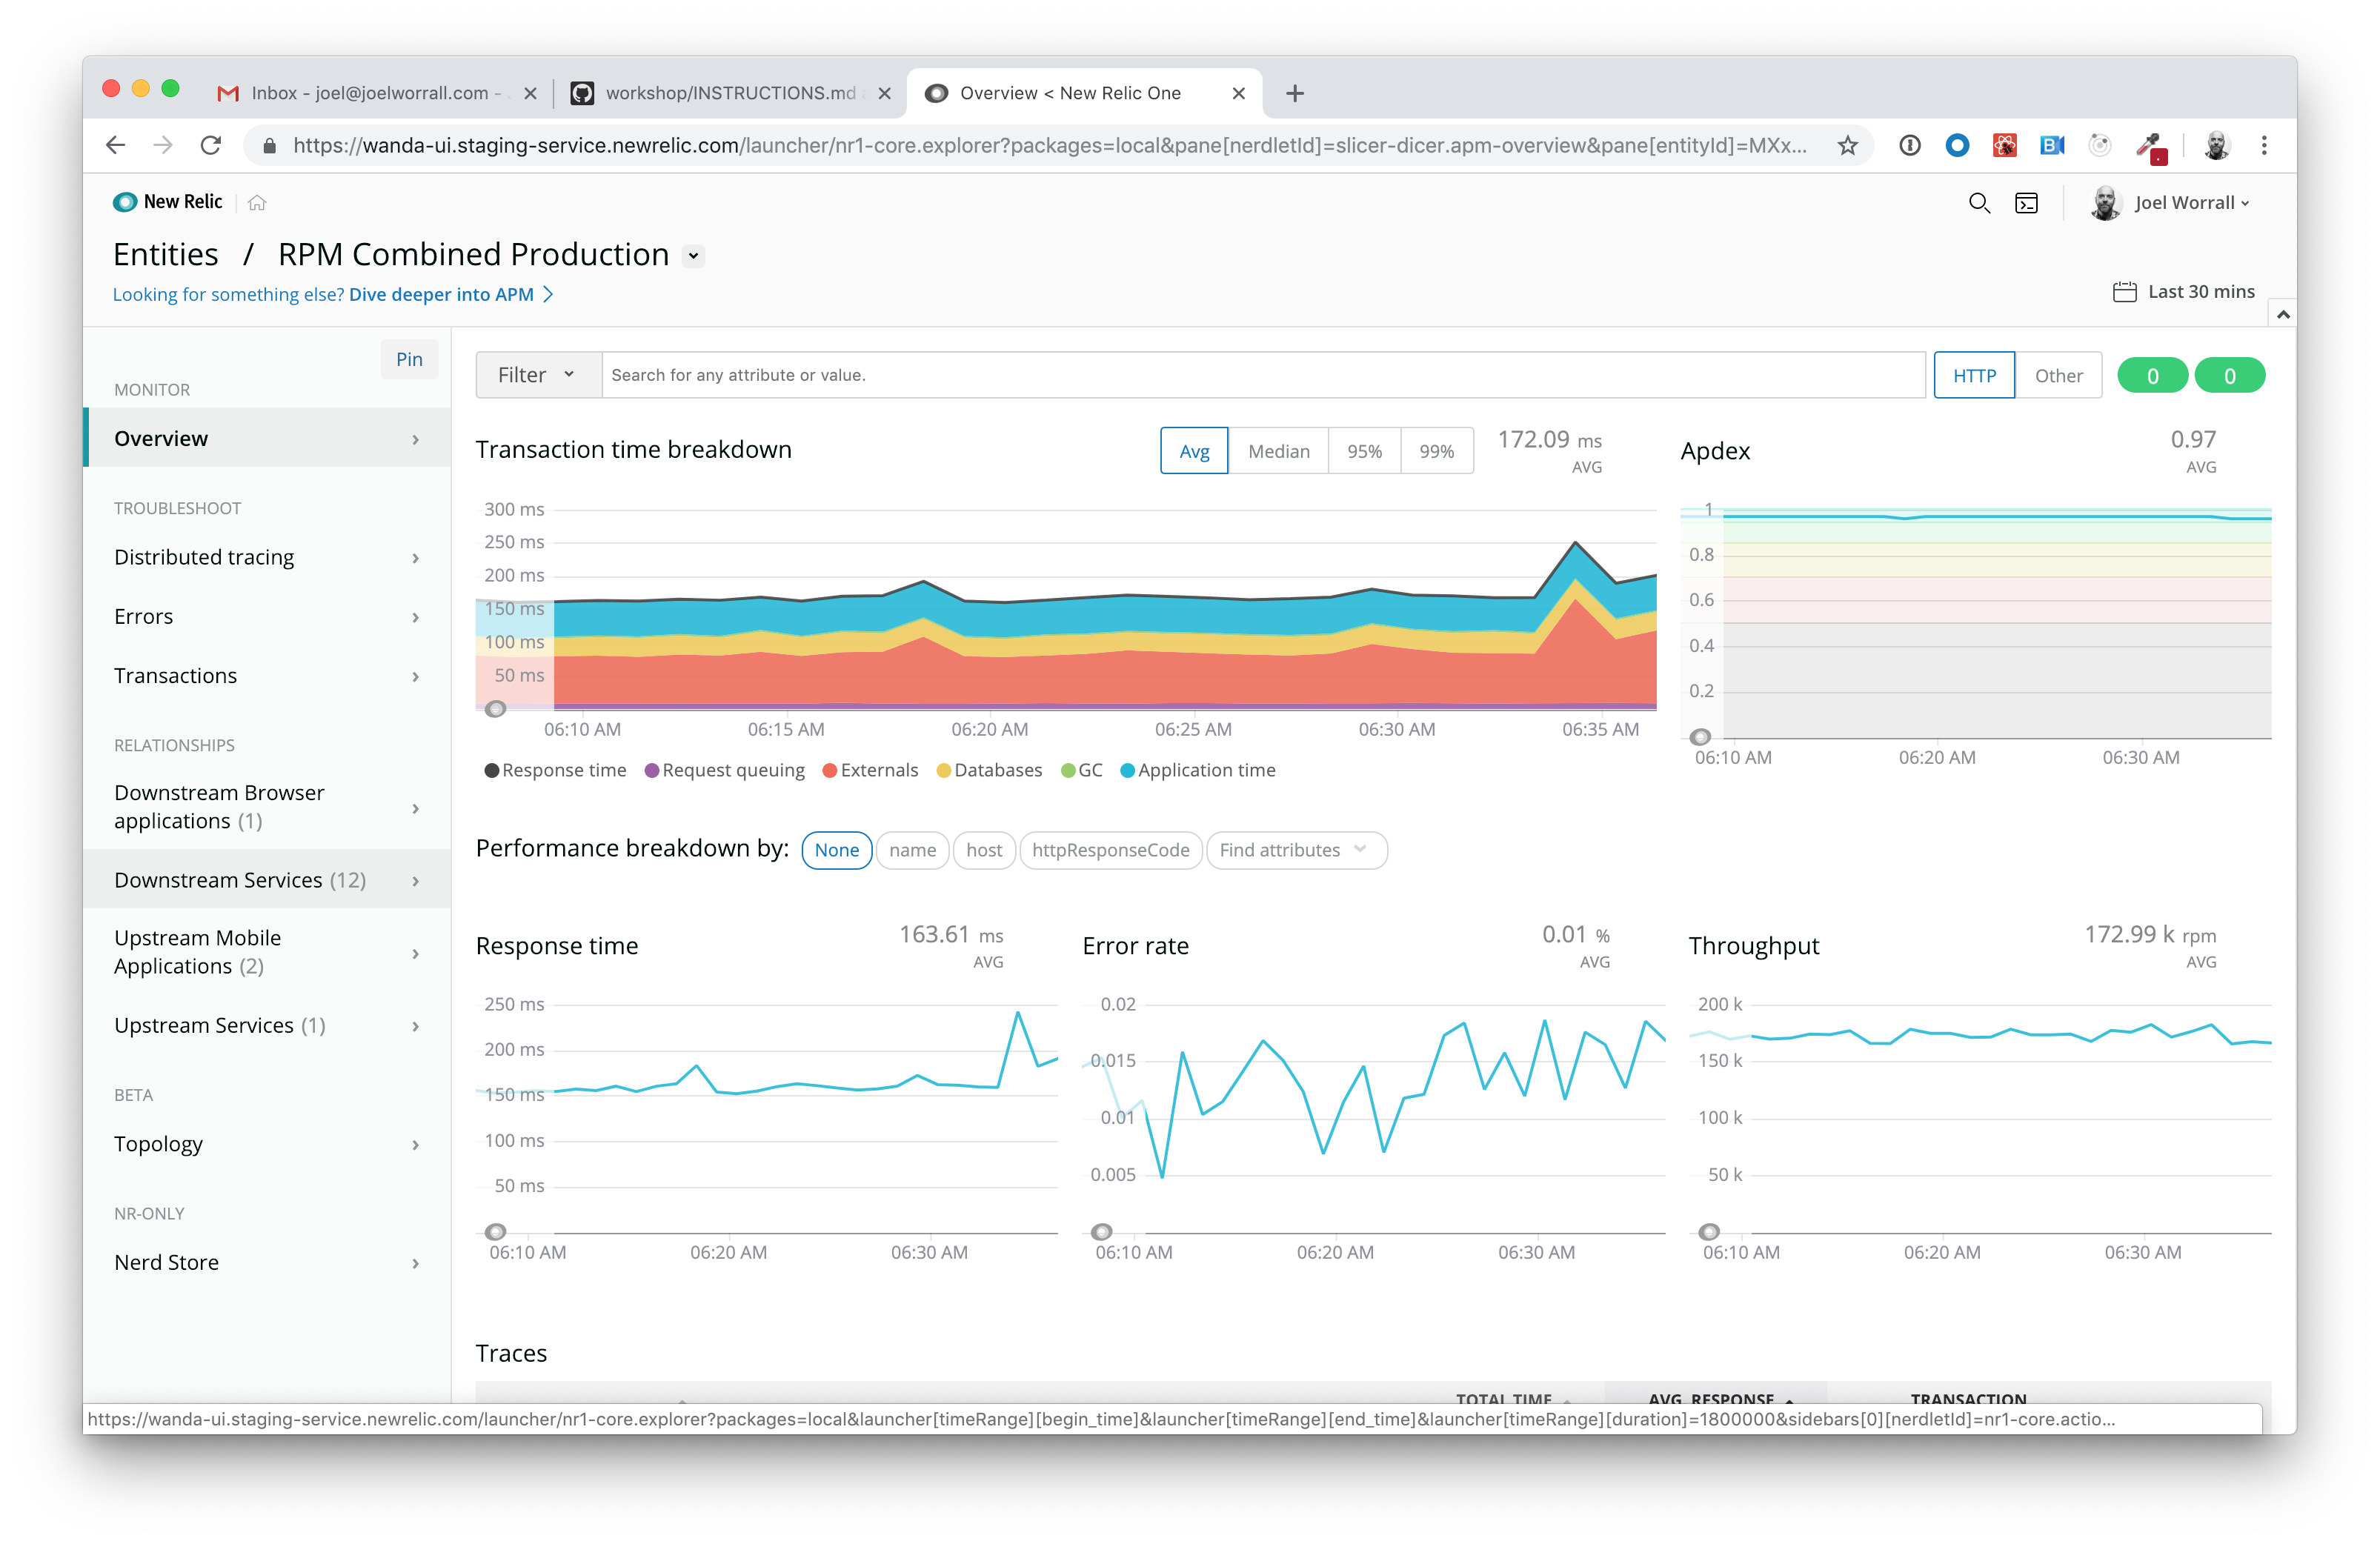 Inbox - joel@joelworrall.com -
workshop/INSTRUCTIONS.md
Overview < New Relic One
https://wanda-ui.staging-service.newrelic.com/launcher/nr1-core.explorer?packages=local&pane[nerdletId]=slicer-dicer.apm-overview&pane[entityId]=MXx...
New Relic
Joel Worrall
Entities / RPM Combined Production
Looking for something else? Dive deeper into APM
Last 30 mins
Pin
MONITOR
Overview
TROUBLESHOOT
Distributed tracing
Errors
Transactions
RELATIONSHIPS
Downstream Browser
applications (1)
Downstream Services (12)
Upstream Mobile
Applications (2)
Upstream Services (1)
BETA
Topology
NR-ONLY
Nerd Store
Filter
Search for any attribute or value.
HTTP Other 0 0
Transaction time breakdown
Avg Median 95% 99%
172.09 ms
AVG
300 ms
250 ms
200 ms
150 ms
100 ms
50 ms
06:10 AM 06:15 AM 06:20 AM 06:25 AM 06:30 AM 06:35 AM
Response time Request queuing Externals Databases GC Application time
Apdex
0.97
AVG
1
0.8
0.6
0.4
0.2
06:10 AM 06:20 AM 06:30 AM
Performance breakdown by: None name host httpResponseCode Find attributes
Response time
163.61 ms
AVG
250 ms
200 ms
150 ms
100 ms
50 ms
06:10 AM 06:20 AM 06:30 AM
Error rate
0.01 %
AVG
0.02
0.015
0.01
0.005
06:10 AM 06:20 AM 06:30 AM
Throughput
172.99 k rpm
AVG
200 k
150 k
100 k
50 k
06:10 AM 06:20 AM 06:30 AM
Traces
TOTAL TIME AVG. RESPONSE TRANSACTION
https://wanda-ui.staging-service.newrelic.com/launcher/nr1-core.explorer?packages=local&launcher[timeRange][begin_time]&launcher[timeRange][end_time]&launcher[timeRange][duration]=1800000&sidebars[0][nerdletId]=nr1-core.actio...